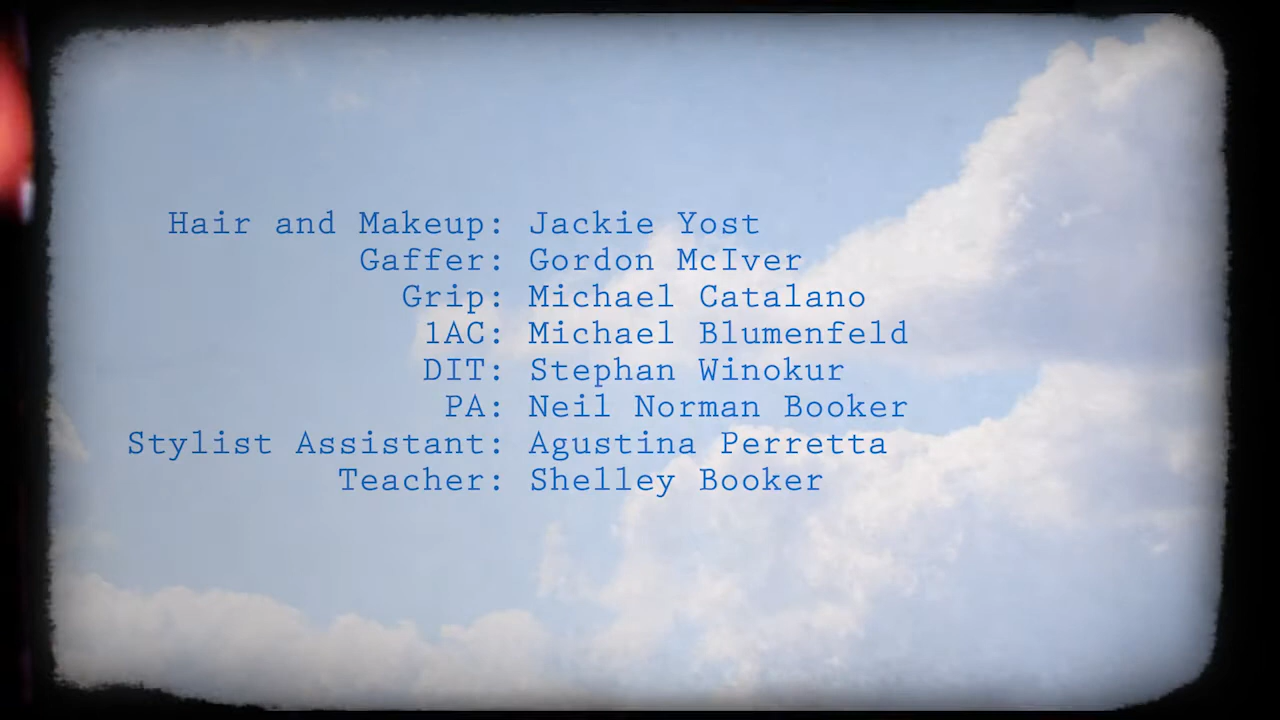 Hair and Makeup: Jackie Yost
Gaffer: Gordon McIver
Grip: Michael Catalano
1AC: Michael Blumenfeld
DIT: Stephan Winokur
PA: Neil Norman Booker
Stylist Assistant: Agustina Perretta
Teacher: Shelley Booker